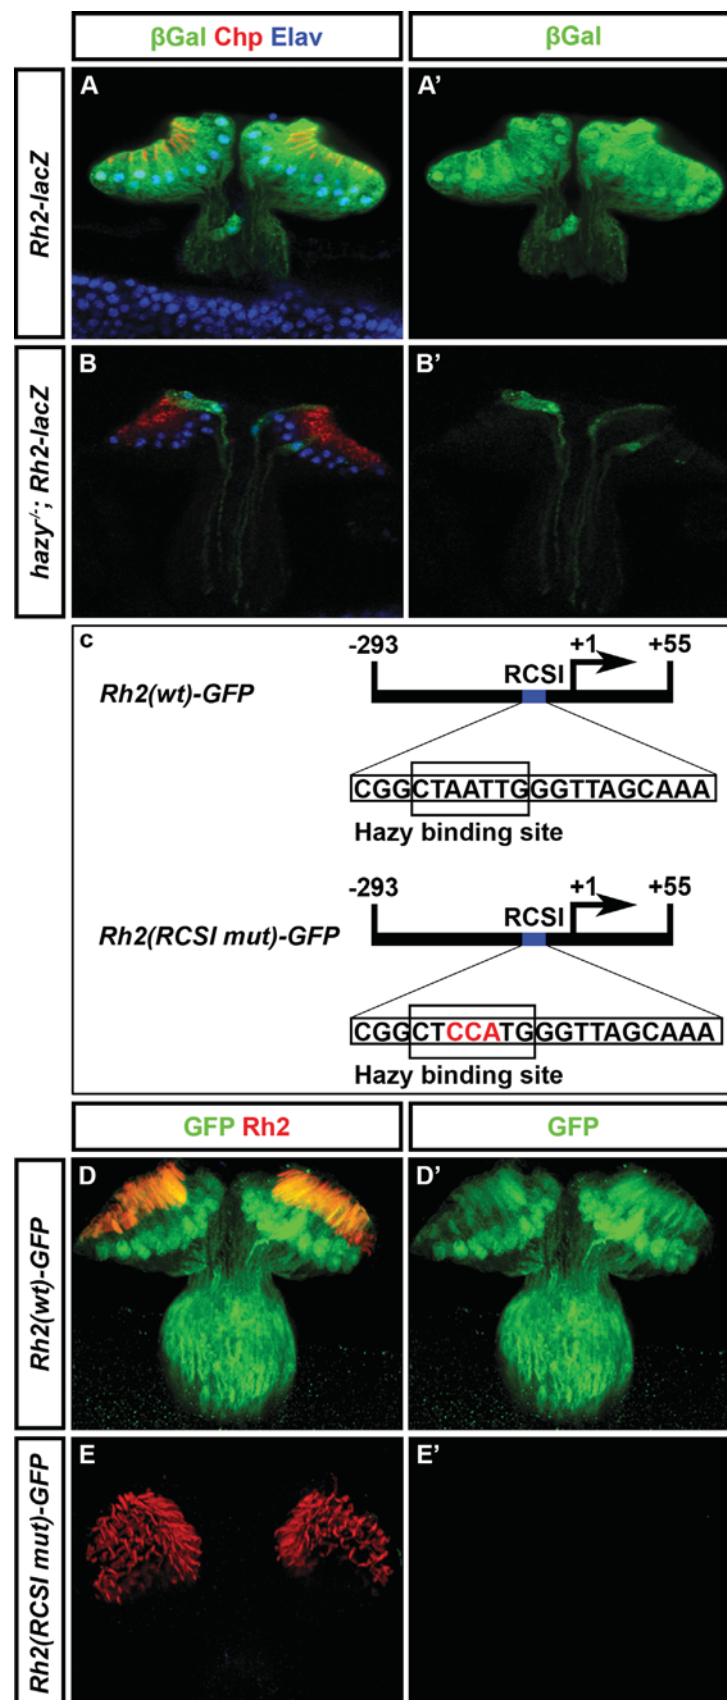 βGal Chp Elav
βGal
Rh2-lacZ
A
A'
hazy-/-; Rh2-lacZ
B
B'
c
-293
+1
+55
RCSI
Rh2(wt)-GFP
CGGCTAATTGGGTTAGCAAA
Hazy binding site
-293
+1
+55
RCSI
Rh2(RCSI mut)-GFP
CGGCTCCATGGGTTAGCAAA
Hazy binding site
GFP Rh2
GFP
Rh2(wt)-GFP
D
D'
Rh2(RCSI mut)-GFP
E
E'